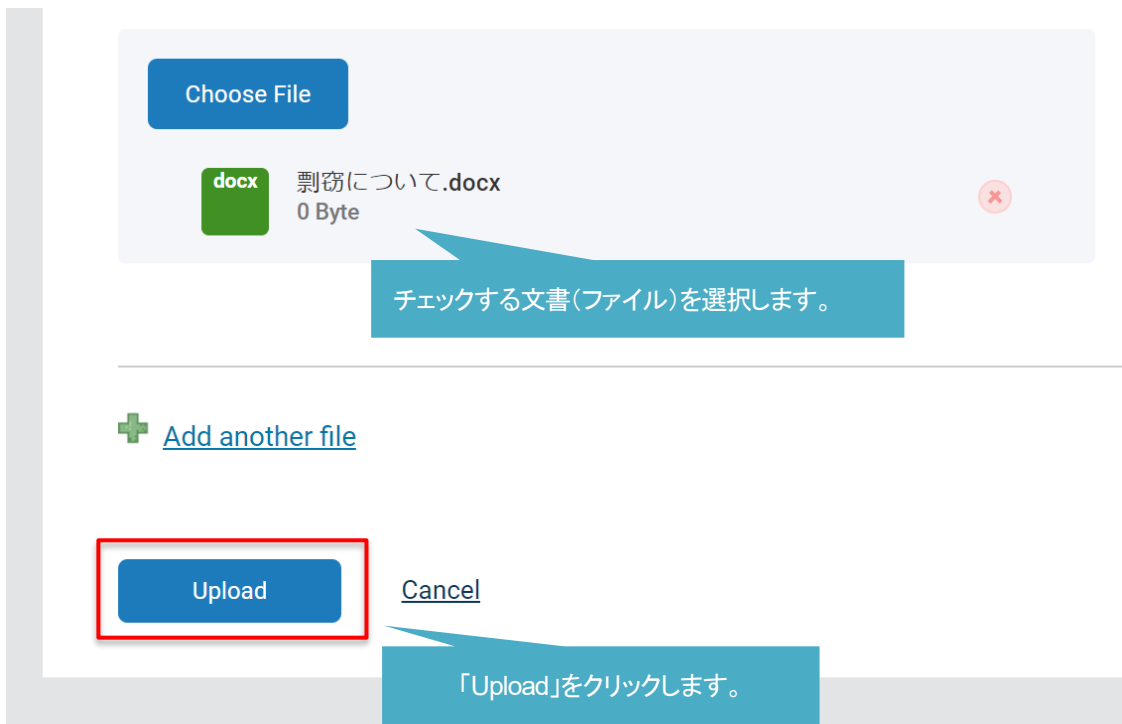 Choose File
docx
剽窃について.docx
0 Byte
チェックする文書（ファイル）を選択します。
Add another file
Upload
Cancel
「Upload」をクリックします。